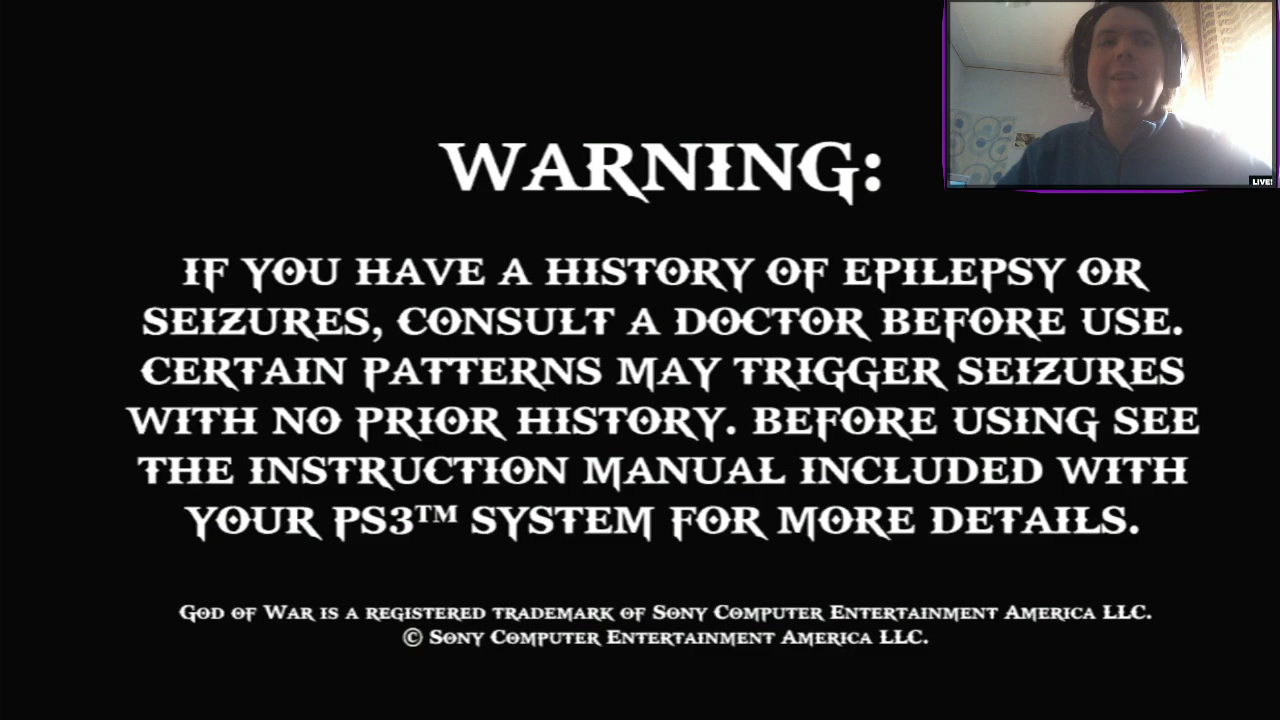 LIVE!
WARNING:
IF YOU HAVE A HISTORY OF EPILEPSY OR
SEIZURES, CONSULT A DOCTOR BEFORE USE.
CERTAIN PATTERNS MAY TRIGGER SEIZURES
WITH NO PRIOR HISTORY. BEFORE USING SEE
THE INSTRUCTION MANUAL INCLUDED WITH
YOUR PS3™ SYSTEM FOR MORE DETAILS.
GOD OF WAR IS A REGISTERED TRADEMARK OF SONY COMPUTER ENTERTAINMENT AMERICA LLC.
© SONY COMPUTER ENTERTAINMENT AMERICA LLC.